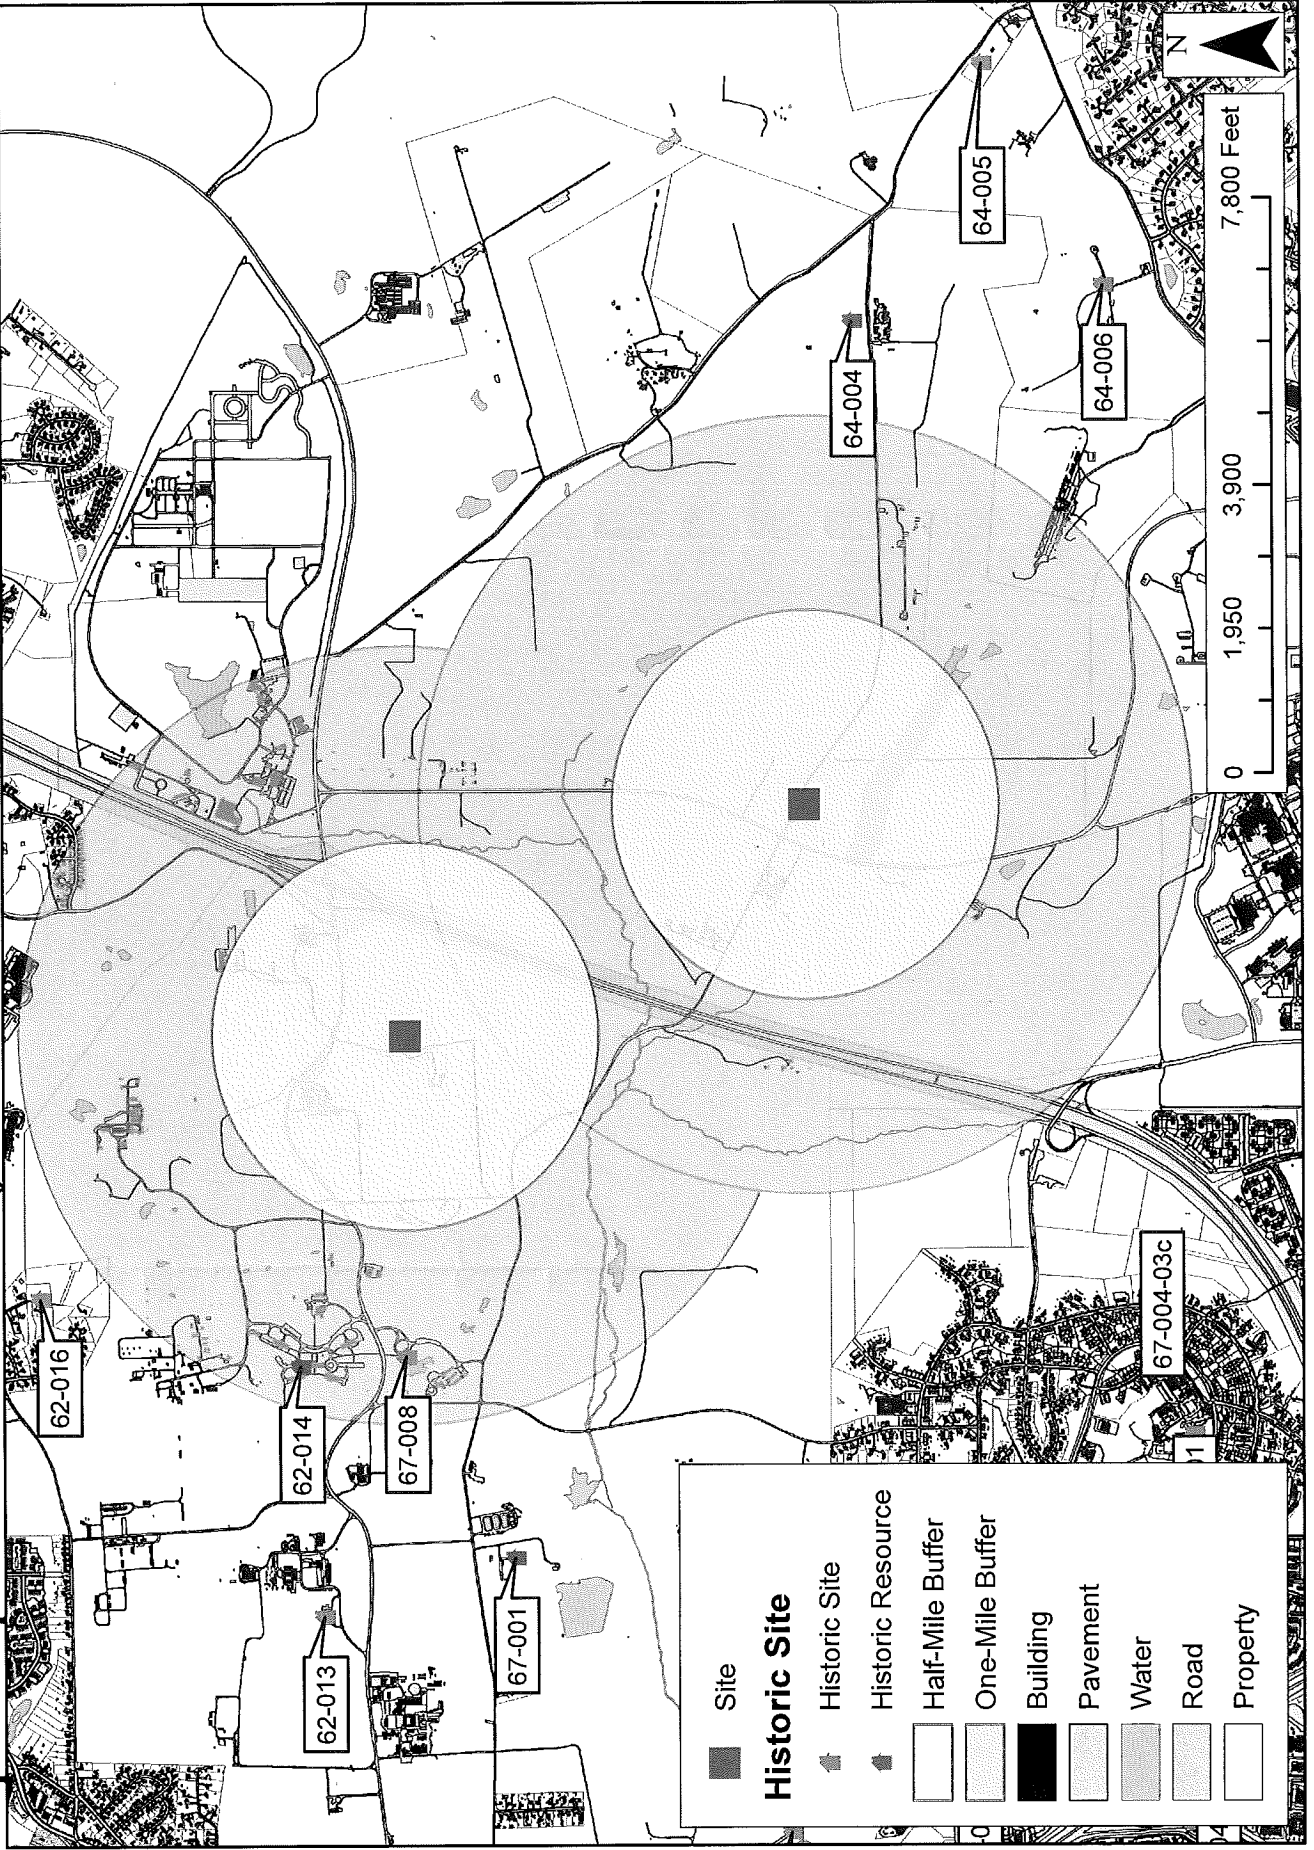 62-016
62-014
67-008
62-013
67-001
64-004
64-005
64-006
67-004-03c
01
Site
Historic Site
Historic Site
Historic Resource
Half-Mile Buffer
One-Mile Buffer
Building
Pavement
Water
Road
Property
0
1,950
3,900
7,800 Feet
N